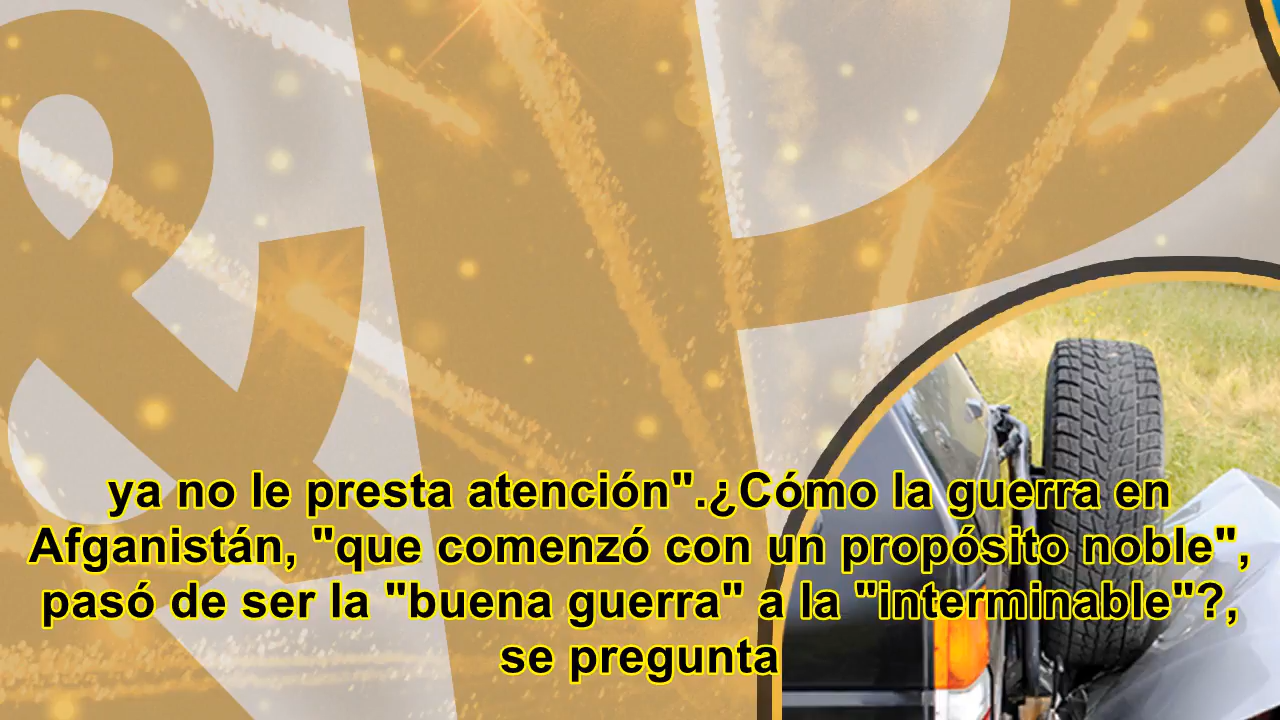 &
ya no le presta atención".¿Cómo la guerra en
Afganistán, "que comenzó con un propósito noble",
pasó de ser la "buena guerra" a la "interminable"?,
se pregunta